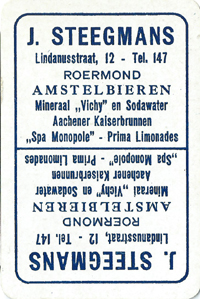 J. STEEGMANS
Lindanusstraat, 12 - Tel. 147
ROERMOND
AMSTELBIEREN
Mineraal „Vichy” en Sodawater
Aachener Kaiserbrunnen
„Spa Monopole” - Prima Limonades
„Spa Monopole” - Prima Limonades
Aachener Kaiserbrunnen
Mineraal „Vichy” en Sodawater
AMSTELBIEREN
ROERMOND
Lindanusstraat, 12 - Tel. 147
J. STEEGMANS